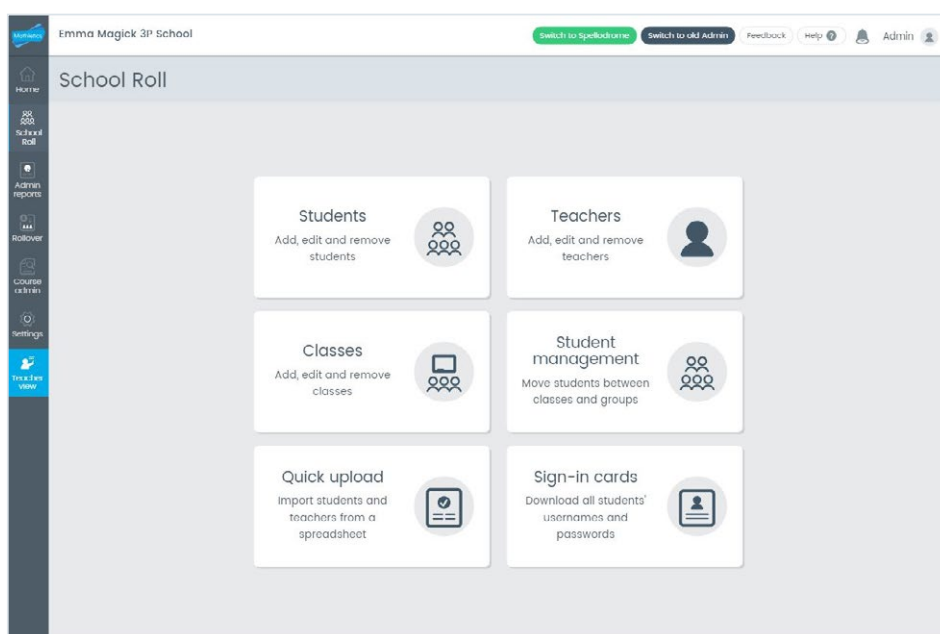 Mathletics
Emma Magick 3P School
Switch to Spellodrome
Switch to old Admin
Feedback
Help ?
Admin
School Roll
Home
School
Roll
Admin
reports
Rollover
Course
admin
Settings
Teacher
view
Students
Add, edit and remove
students
Teachers
Add, edit and remove
teachers
Classes
Add, edit and remove
classes
Student
management
Move students between
classes and groups
Quick upload
Import students and
teachers from a
spreadsheet
Sign-in cards
Download all students'
usernames and
passwords